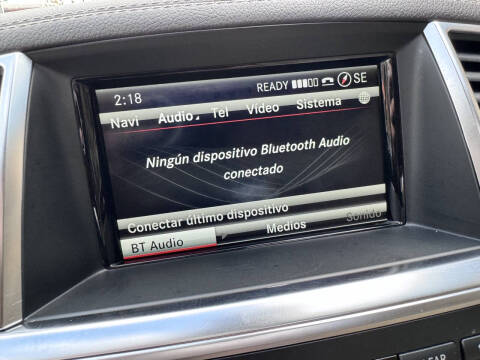 2:18 READY SE
Navi Audio Tel Vídeo Sistema
Ningún dispositivo Bluetooth Audio
conectado
Conectar último dispositivo
BT Audio Medios Sonido